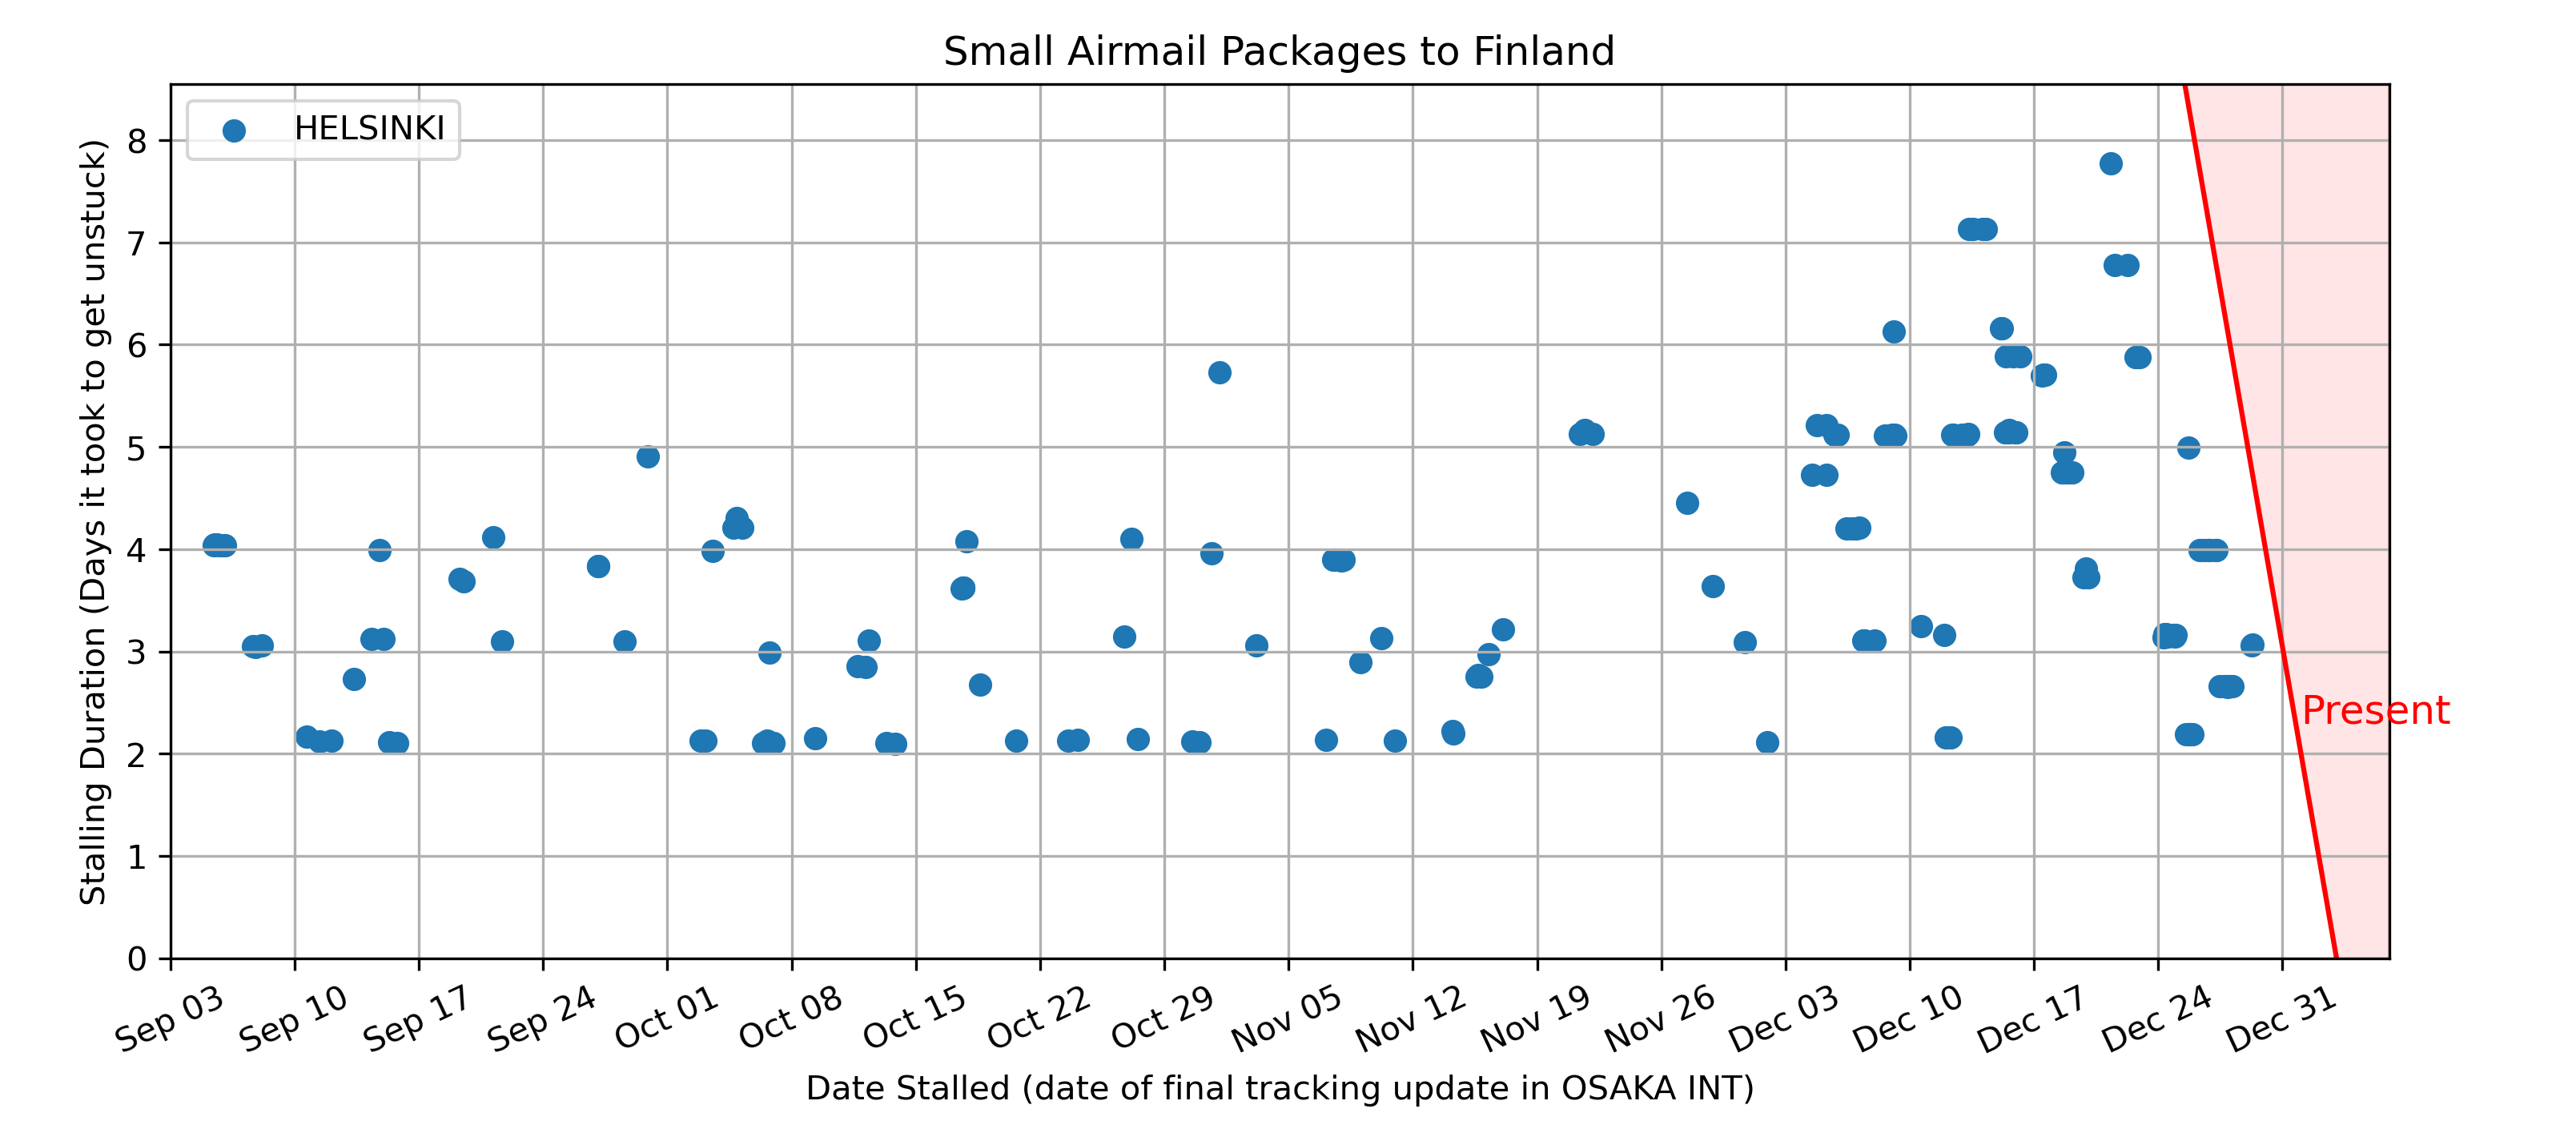 Small Airmail Packages to Finland
HELSINKI
Stalling Duration (Days it took to get unstuck)
8
7
6
5
4
3
2
1
0
Present
Sep 03
Sep 10
Sep 17
Sep 24
Oct 01
Oct 08
Oct 15
Oct 22
Oct 29
Nov 05
Nov 12
Nov 19
Nov 26
Dec 03
Dec 10
Dec 17
Dec 24
Dec 31
Date Stalled (date of final tracking update in OSAKA INT)